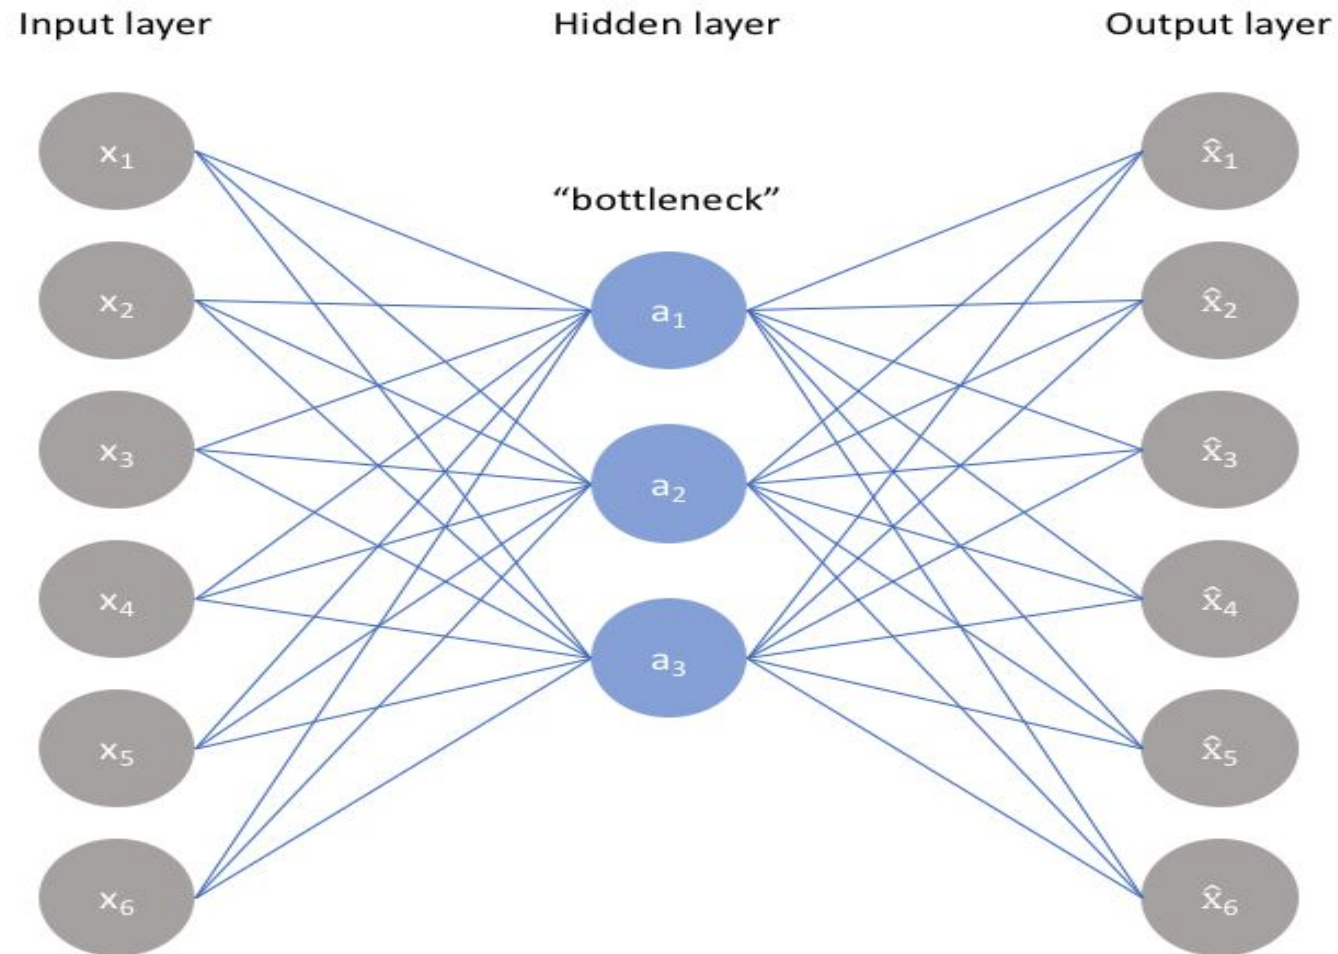 Input layer
Hidden layer
Output layer
“bottleneck”
x₁
x₂
x₃
x₄
x₅
x₆
a₁
a₂
a₃
x̂₁
x̂₂
x̂₃
x̂₄
x̂₅
x̂₆